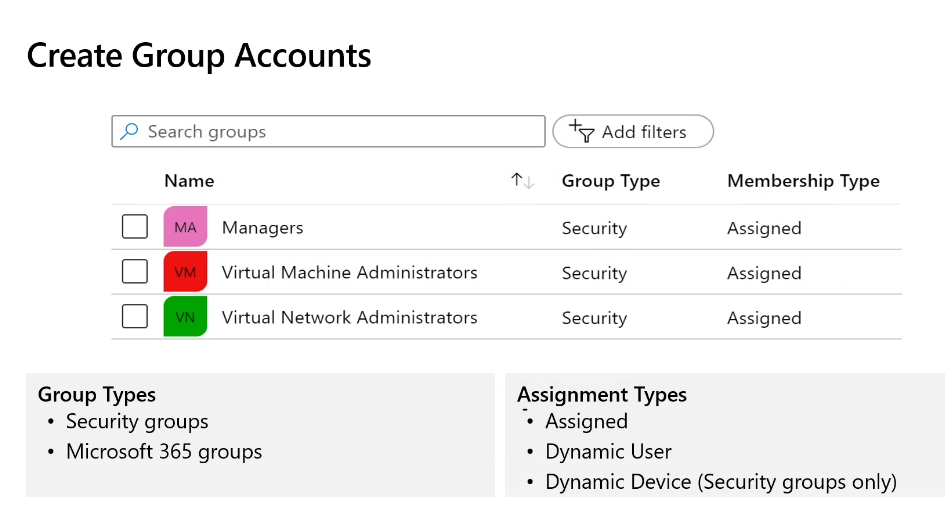 Create Group Accounts
Search groups
Add filters
Name ↑↓ Group Type Membership Type
MA Managers Security Assigned
VM Virtual Machine Administrators Security Assigned
VN Virtual Network Administrators Security Assigned
Group Types
• Security groups
• Microsoft 365 groups
Assignment Types
• Assigned
• Dynamic User
• Dynamic Device (Security groups only)